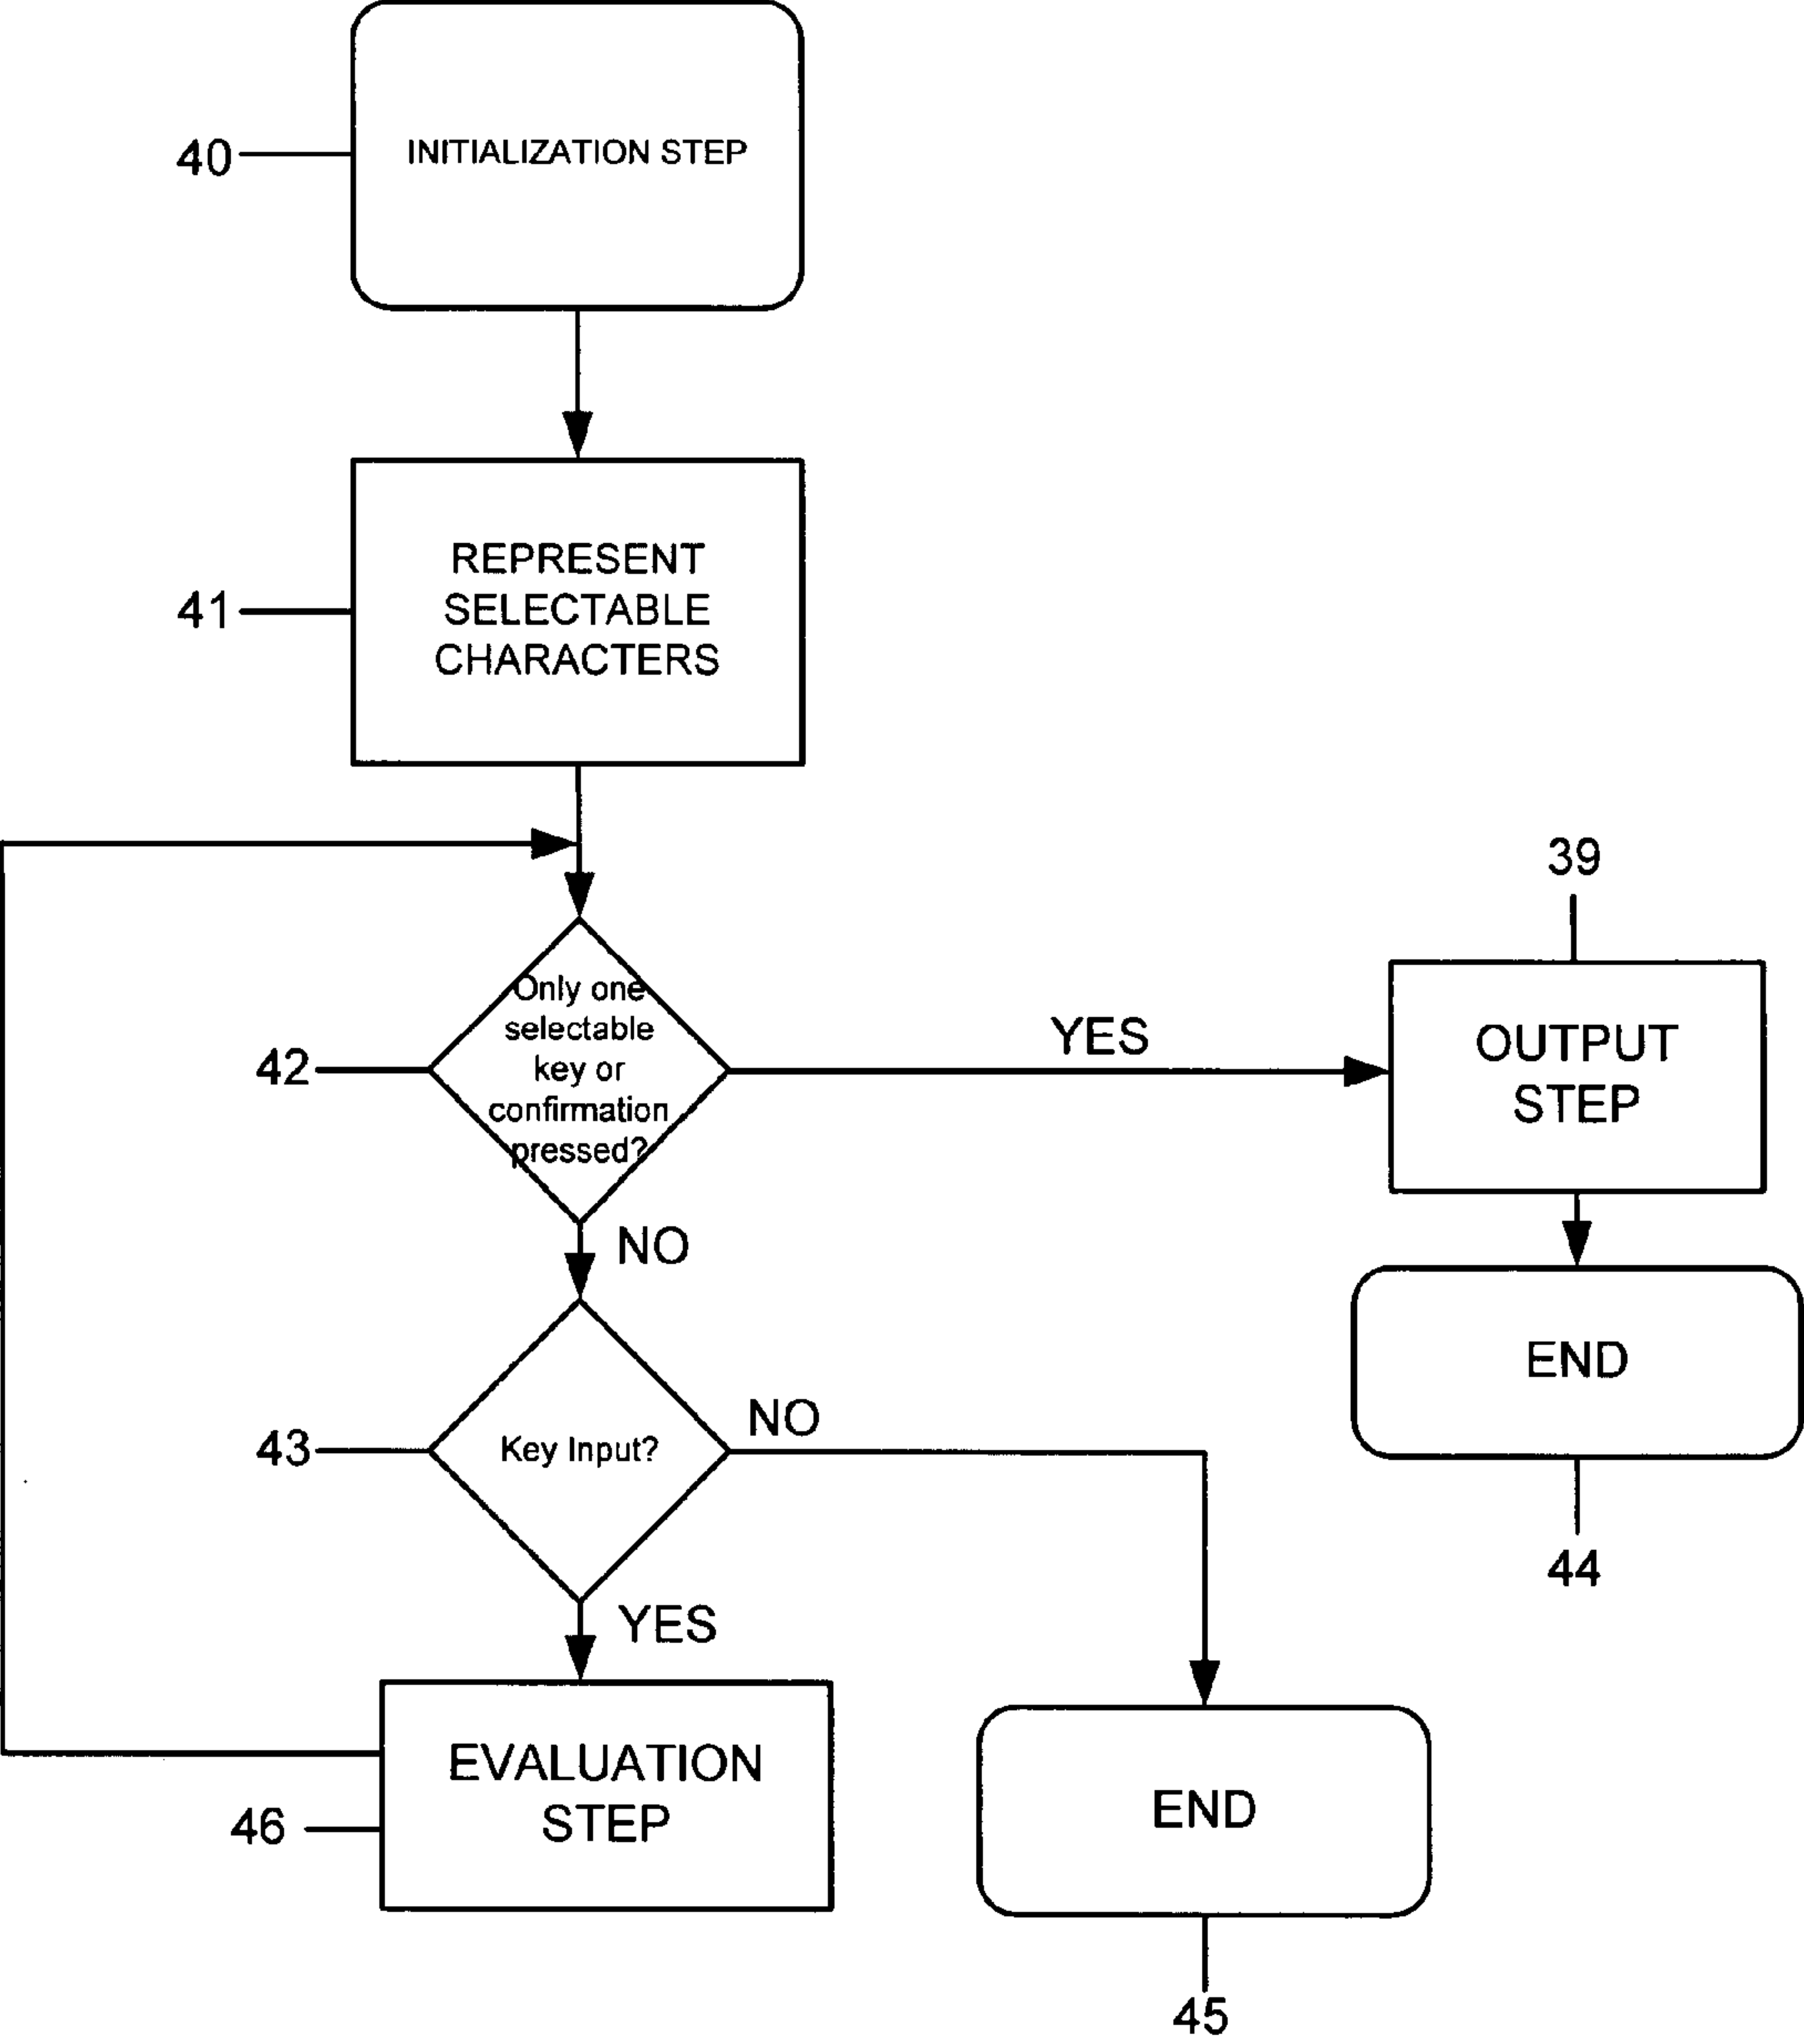 40
INITIALIZATION STEP
41
REPRESENT
SELECTABLE
CHARACTERS
42
Only one
selectable
key or
confirmation
pressed?
YES
39
OUTPUT
STEP
NO
END
44
43
Key Input?
NO
YES
46
EVALUATION
STEP
END
45